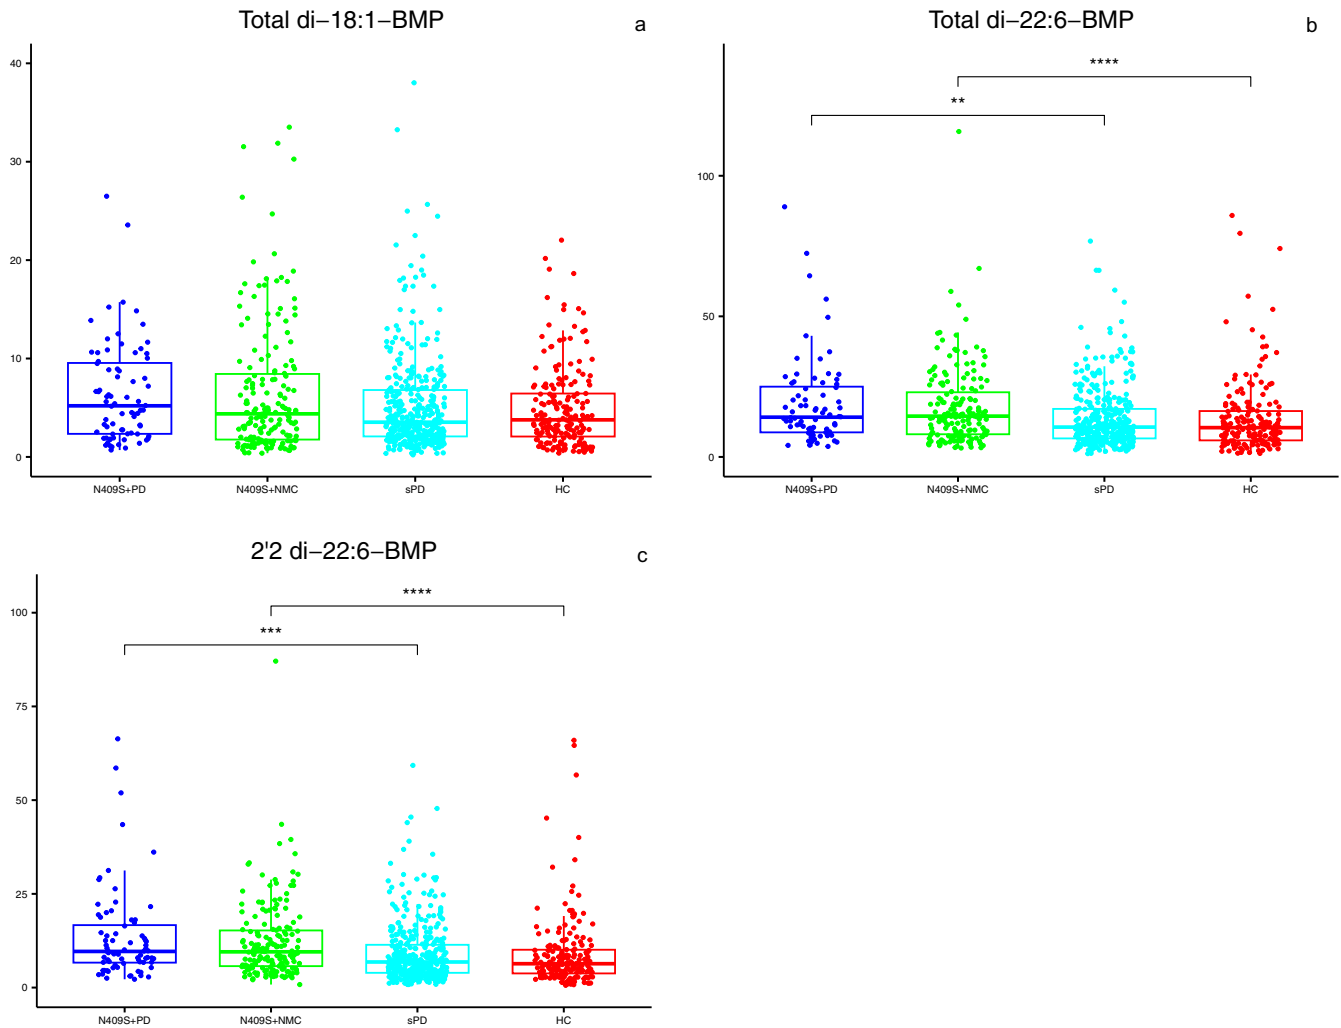 Total di−18:1−BMP
a
40
30
20
10
0
N409S+PD N409S+NMC sPD HC
Total di−22:6−BMP
b
****
**
100
50
0
N409S+PD N409S+NMC sPD HC
2'2 di−22:6−BMP
c
****
***
100
75
50
25
0
N409S+PD N409S+NMC sPD HC